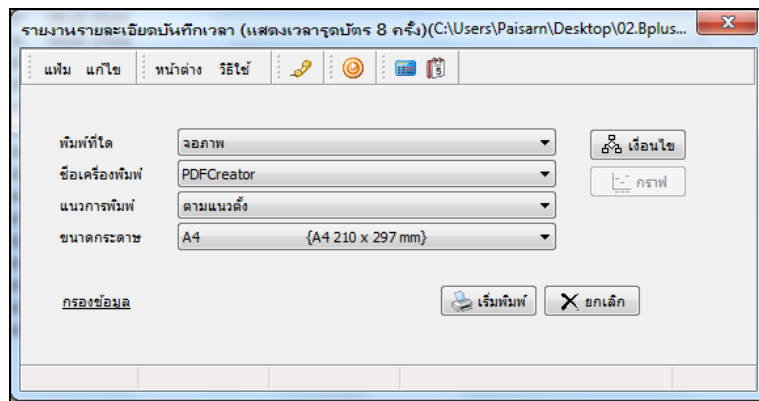 รายงานรายละเอียดบันทึกเวลา (แสดงเวลารูดบัตร 8 ครั้ง)(C:\Users\Paisarn\Desktop\02.Bplus...
แฟ้ม แก้ไข หน้าต่าง วิธีใช้
พิมพ์ที่ใด จอภาพ เงื่อนไข
ชื่อเครื่องพิมพ์ PDFCreator กราฟ
แนวการพิมพ์ ตามแนวตั้ง
ขนาดกระดาษ A4 {A4 210 x 297 mm}
กรองข้อมูล เริ่มพิมพ์ ยกเลิก